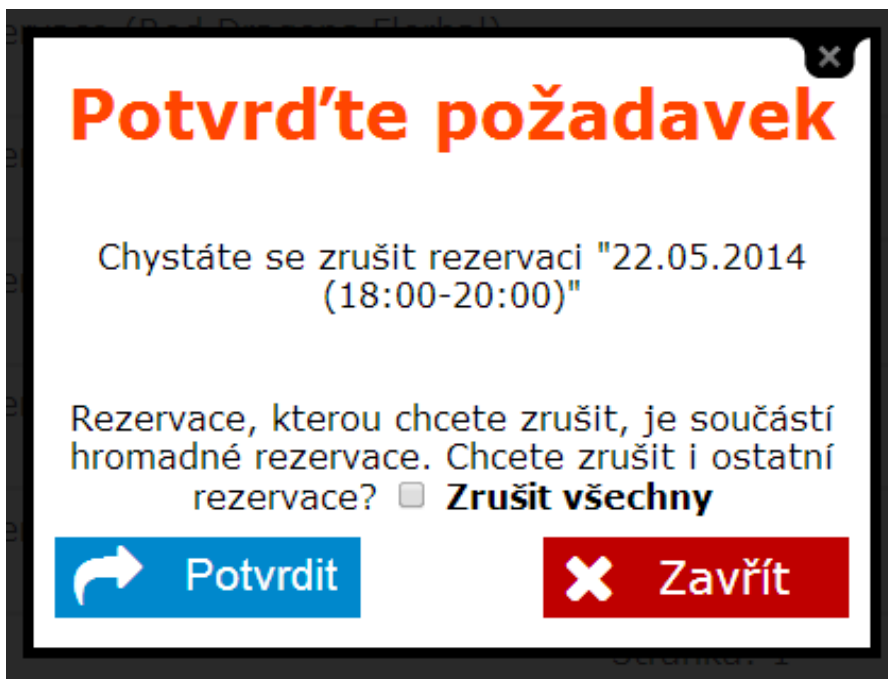 Potvrďte požadavek
Chystáte se zrušit rezervaci "22.05.2014
(18:00-20:00)"
Rezervace, kterou chcete zrušit, je součástí
hromadné rezervace. Chcete zrušit i ostatní
rezervace? Zrušit všechny
Potvrdit
Zavřít